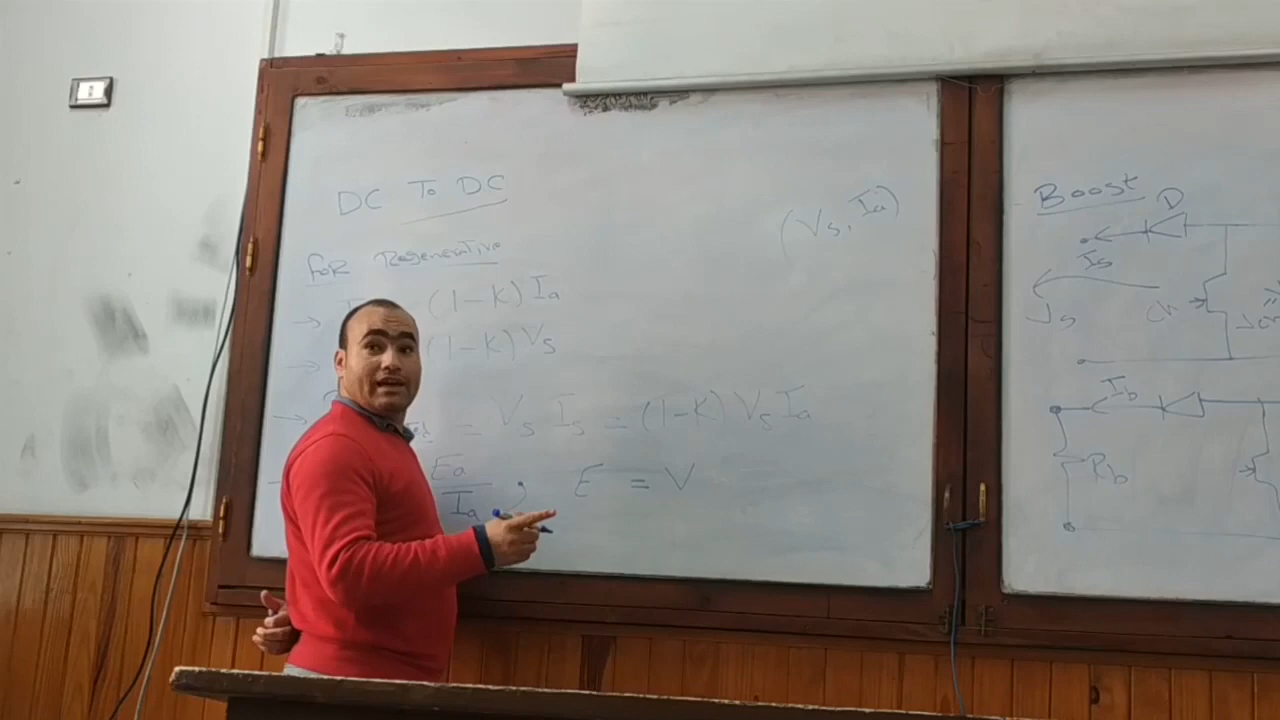 DC To DC
(Vs, Ia)
for Regenerative
→ (1-K) Ia
→ (1-K) Vs
→ = Vs Is = (1-K) Vs Ia
Ea / Ia , E = V
Boost
D
Is
Ch
Ib
Rb